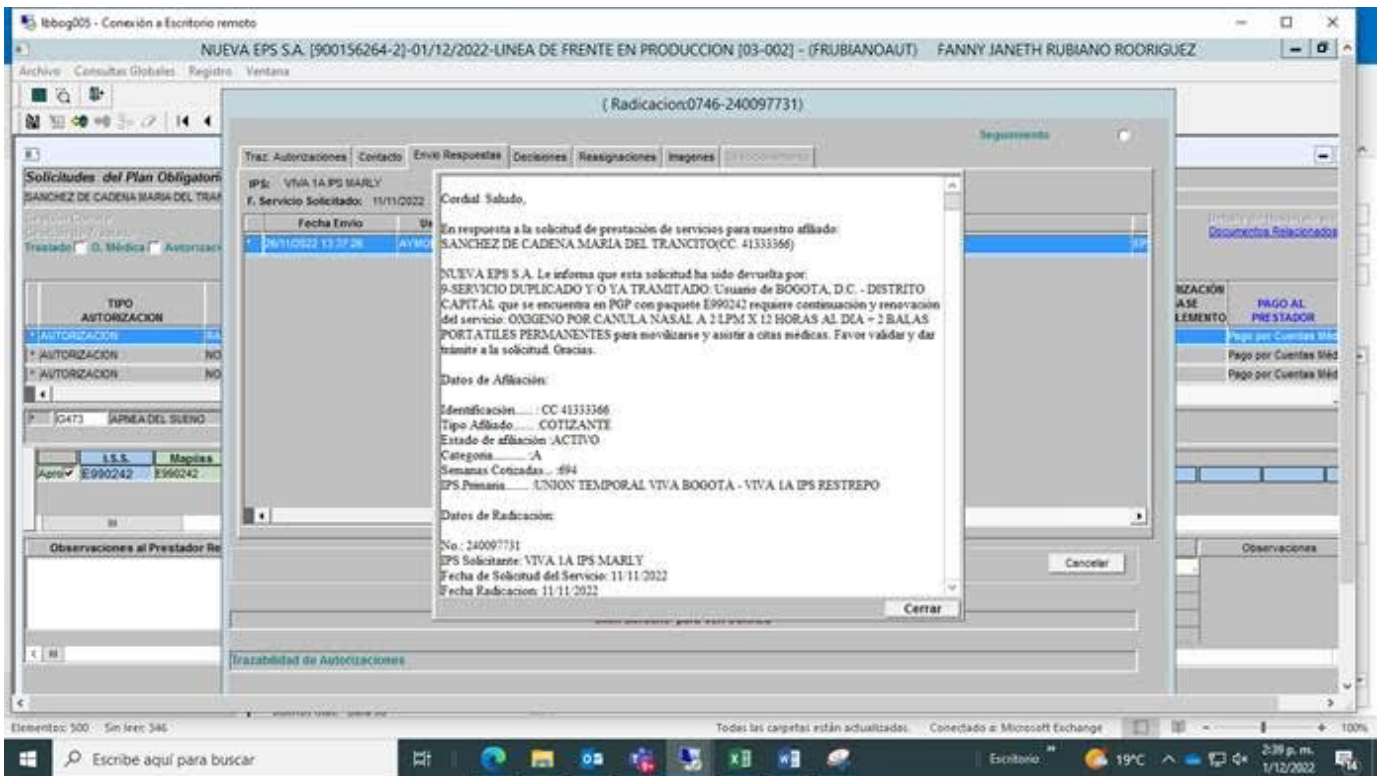 lbbog005 - Conexión a Escritorio remoto
NUEVA EPS S.A. [900156264-2]-01/12/2022-LINEA DE FRENTE EN PRODUCCION [03-002] - (FRUBIANOAUT) FANNY JANETH RUBIANO RODRIGUEZ
Archivo Consultas Globales Registro Ventana
( Radicacion:0746-240097731)
Seguimiento
Traz. Autorizaciones Contacto Envio Respuestas Decisiones Reasignaciones Imagenes
Solicitudes del Plan Obligatori
SANCHEZ DE CADENA MARIA DEL TRAN
IPS: VIVA 1A IPS MARLY
F. Servicio Solicitado: 11/11/2022
Fecha Envio
26/11/2022 13:37:26
Traslado O. Médica Autorizaci
Documentos Relacionados
Cordial Saludo,
En respuesta a la solicitud de prestación de servicios para nuestro afiliado:
SANCHEZ DE CADENA MARIA DEL TRANCITO(CC. 41333366)
NUEVA EPS S.A. Le informa que esta solicitud ha sido devuelta por:
9-SERVICIO DUPLICADO Y O YA TRAMITADO: Usuario de BOGOTA, D.C. - DISTRITO
CAPITAL que se encuentra en PGP con paquete E990242 requiere continuación y renovación
del servicio: OXIGENO POR CANULA NASAL A 2 LPM X 12 HORAS AL DIA + 2 BALAS
PORTATILES PERMANENTES para movilizarse y asistir a citas médicas. Favor validar y dar
trámite a la solicitud. Gracias.
Datos de Afiliación:
Identificación...... : CC 41333366
Tipo Afiliado....... :COTIZANTE
Estado de afiliación :ACTIVO
Categoria.......... :A
Semanas Cotizadas... :694
IPS Primaria........ :UNION TEMPORAL VIVA BOGOTA - VIVA 1A IPS RESTREPO
Datos de Radicación:
No.: 240097731
IPS Solicitante: VIVA 1A IPS MARLY
Fecha de Solicitud del Servicio: 11/11/2022
Fecha Radicacion: 11/11/2022
Cerrar
Cancelar
TIPO
AUTORIZACION
AUTORIZACION
AUTORIZACION NO
AUTORIZACION NO
PAGO AL
PRESTADOR
Pago por Cuentas Méd
Pago por Cuentas Méd
Pago por Cuentas Méd
G473 APNEA DEL SUENO
I.S.S. Mapiiss
E990242 E990242
Observaciones al Prestador Re
Observaciones
Trazabilidad de Autorizaciones
Elementos: 500 Sin leer: 346
Todas las carpetas están actualizadas. Conectado a: Microsoft Exchange
100%
Escribe aquí para buscar
Escritorio
19°C
2:39 p. m.
1/12/2022